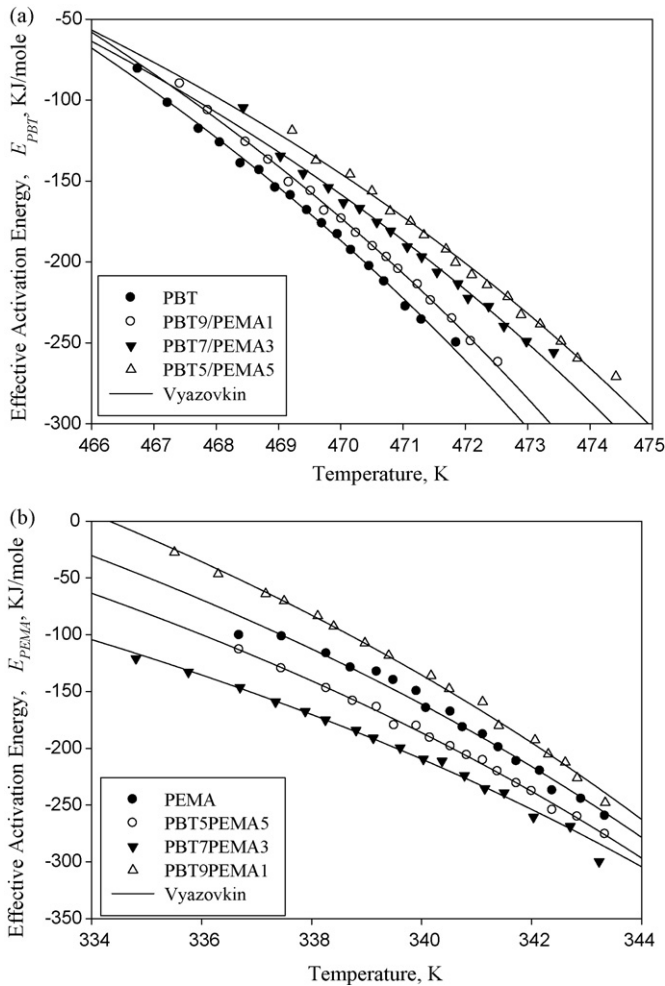 (a)
-50
-100
-150
-200
-250
-300
Effective Activation Energy, E_PBT, KJ/mole
PBT
PBT9/PEMA1
PBT7/PEMA3
PBT5/PEMA5
Vyazovkin
466 467 468 469 470 471 472 473 474 475
Temperature, K
(b)
0
-50
-100
-150
-200
-250
-300
-350
Effective Activation Energy, E_PEMA, KJ/mole
PEMA
PBT5PEMA5
PBT7PEMA3
PBT9PEMA1
Vyazovkin
334 336 338 340 342 344
Temperature, K